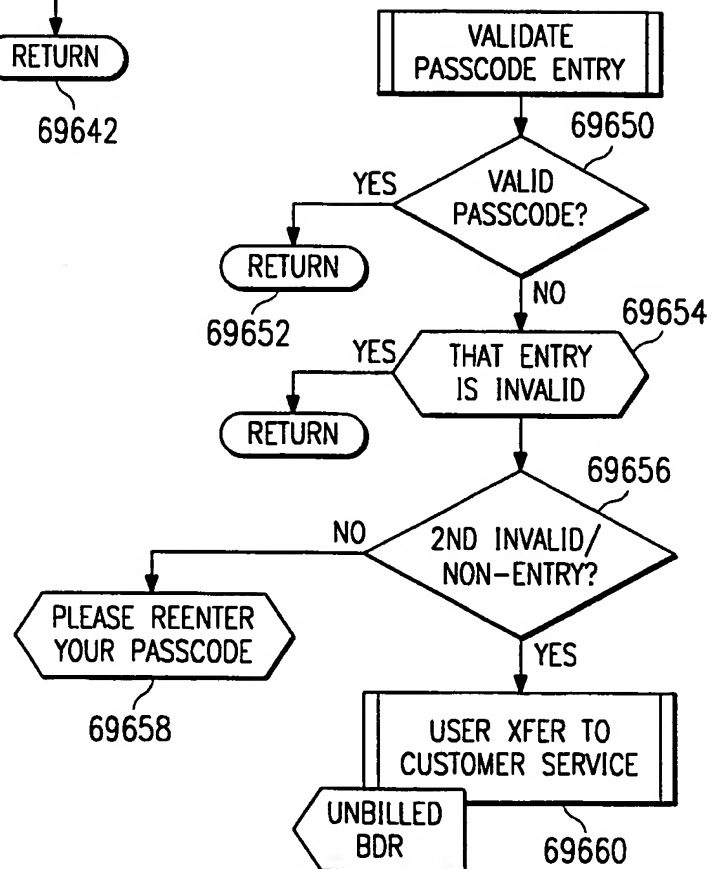 RETURN
69642
VALIDATE
PASSCODE ENTRY
69650
VALID
PASSCODE?
YES
RETURN
69652
NO
69654
THAT ENTRY
IS INVALID
YES
RETURN
69656
2ND INVALID/
NON-ENTRY?
NO
PLEASE REENTER
YOUR PASSCODE
69658
YES
USER XFER TO
CUSTOMER SERVICE
UNBILLED
BDR
69660